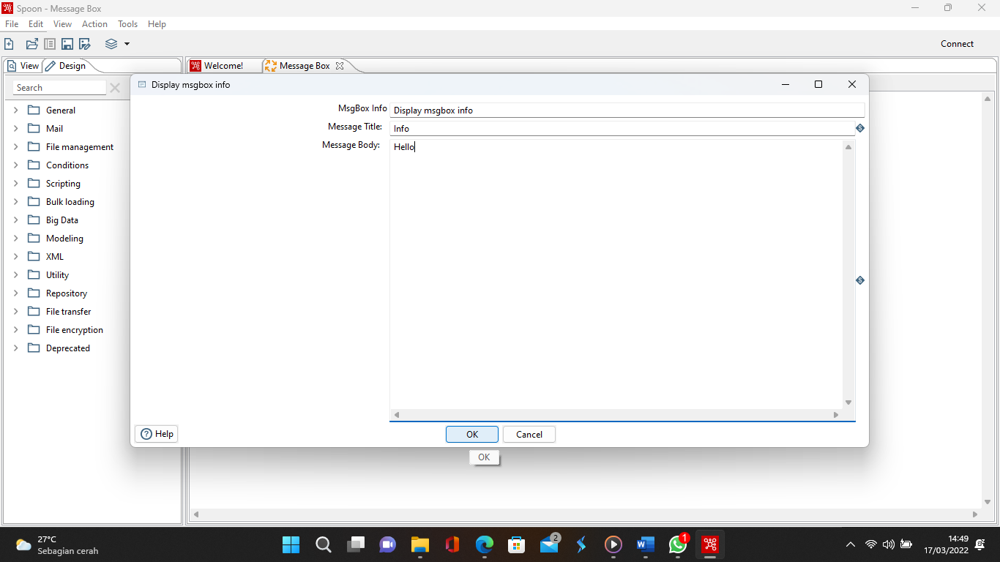 Spoon - Message Box
File Edit View Action Tools Help
Connect
View Design
Welcome! Message Box
Search
Display msgbox info
MsgBox Info Display msgbox info
Message Title: Info
Message Body: Hello
General
Mail
File management
Conditions
Scripting
Bulk loading
Big Data
Modeling
XML
Utility
Repository
File transfer
File encryption
Deprecated
Help
OK Cancel
OK
27°C
Sebagian cerah
2
1
14:49
17/03/2022